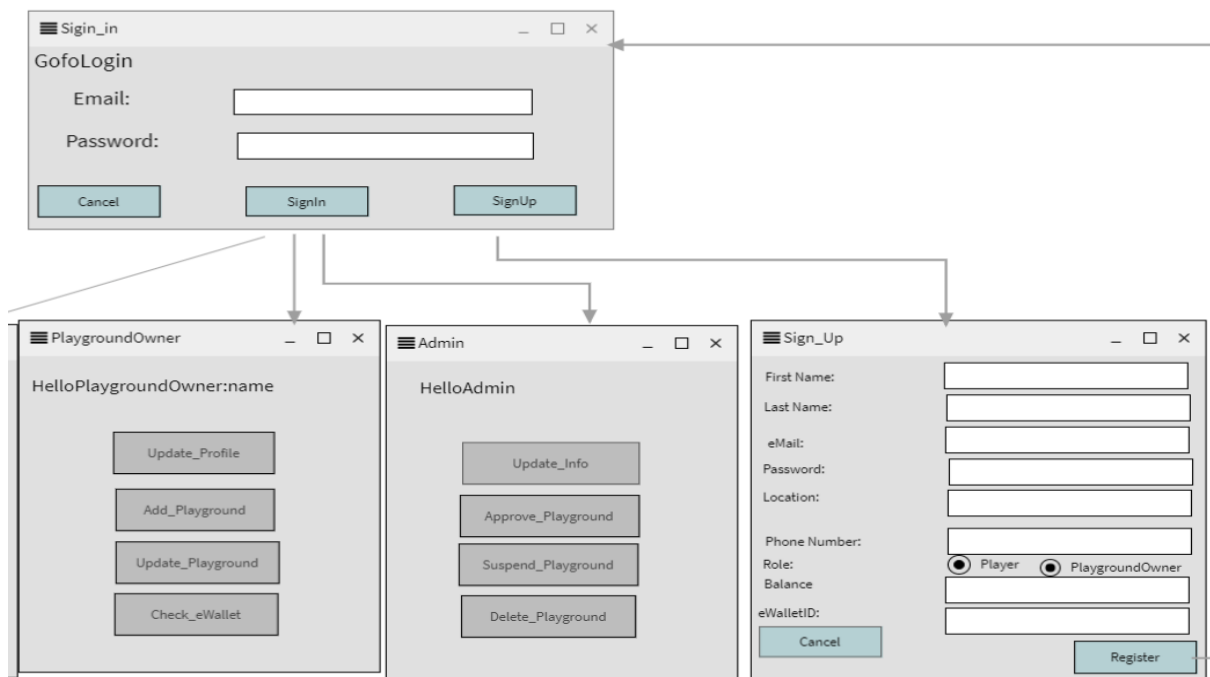 Sigin_in
GofoLogin
Email:
Password:
Cancel SignIn SignUp
PlaygroundOwner
HelloPlaygroundOwner:name
Update_Profile
Add_Playground
Update_Playground
Check_eWallet
Admin
HelloAdmin
Update_Info
Approve_Playground
Suspend_Playground
Delete_Playground
Sign_Up
First Name:
Last Name:
eMail:
Password:
Location:
Phone Number:
Role: Player PlaygroundOwner
Balance
eWalletID:
Cancel
Register